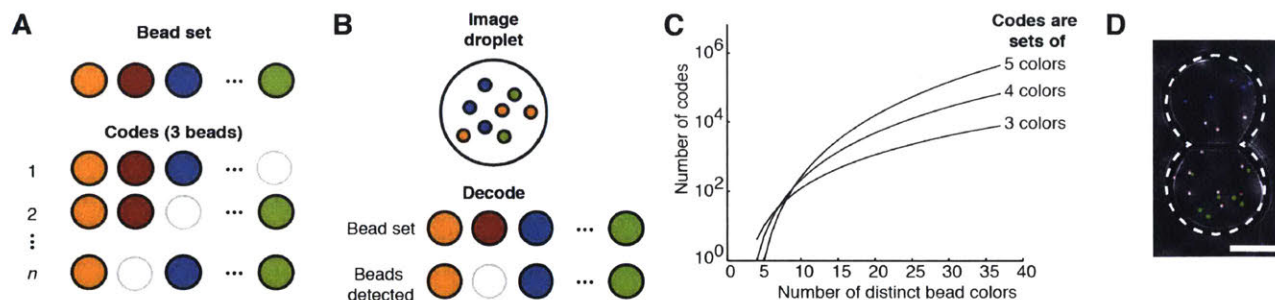 A
Bead set
...
Codes (3 beads)
1
...
2
...
⋮
n
...
B
Image
droplet
Decode
Bead set
...
Beads
detected
...
C
Codes are
sets of
5 colors
4 colors
3 colors
Number of codes
10^6
10^4
10^2
10^0
0 5 10 15 20 25 30 35 40
Number of distinct bead colors
D